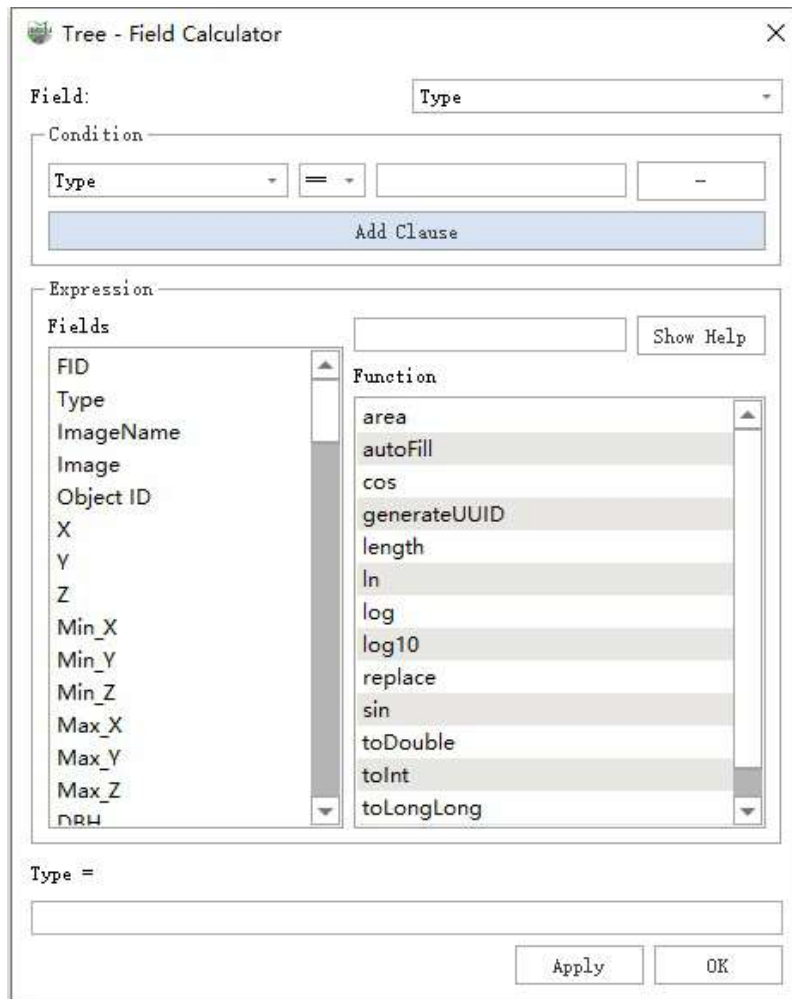 Tree - Field Calculator
Field:
Type
Condition
Type
==
-
Add Clause
Expression
Fields
Show Help
FID
Type
ImageName
Image
Object ID
X
Y
Z
Min_X
Min_Y
Min_Z
Max_X
Max_Y
Max_Z
DBH
Function
area
autoFill
cos
generateUUID
length
ln
log
log10
replace
sin
toDouble
toInt
toLongLong
Type =
Apply
OK